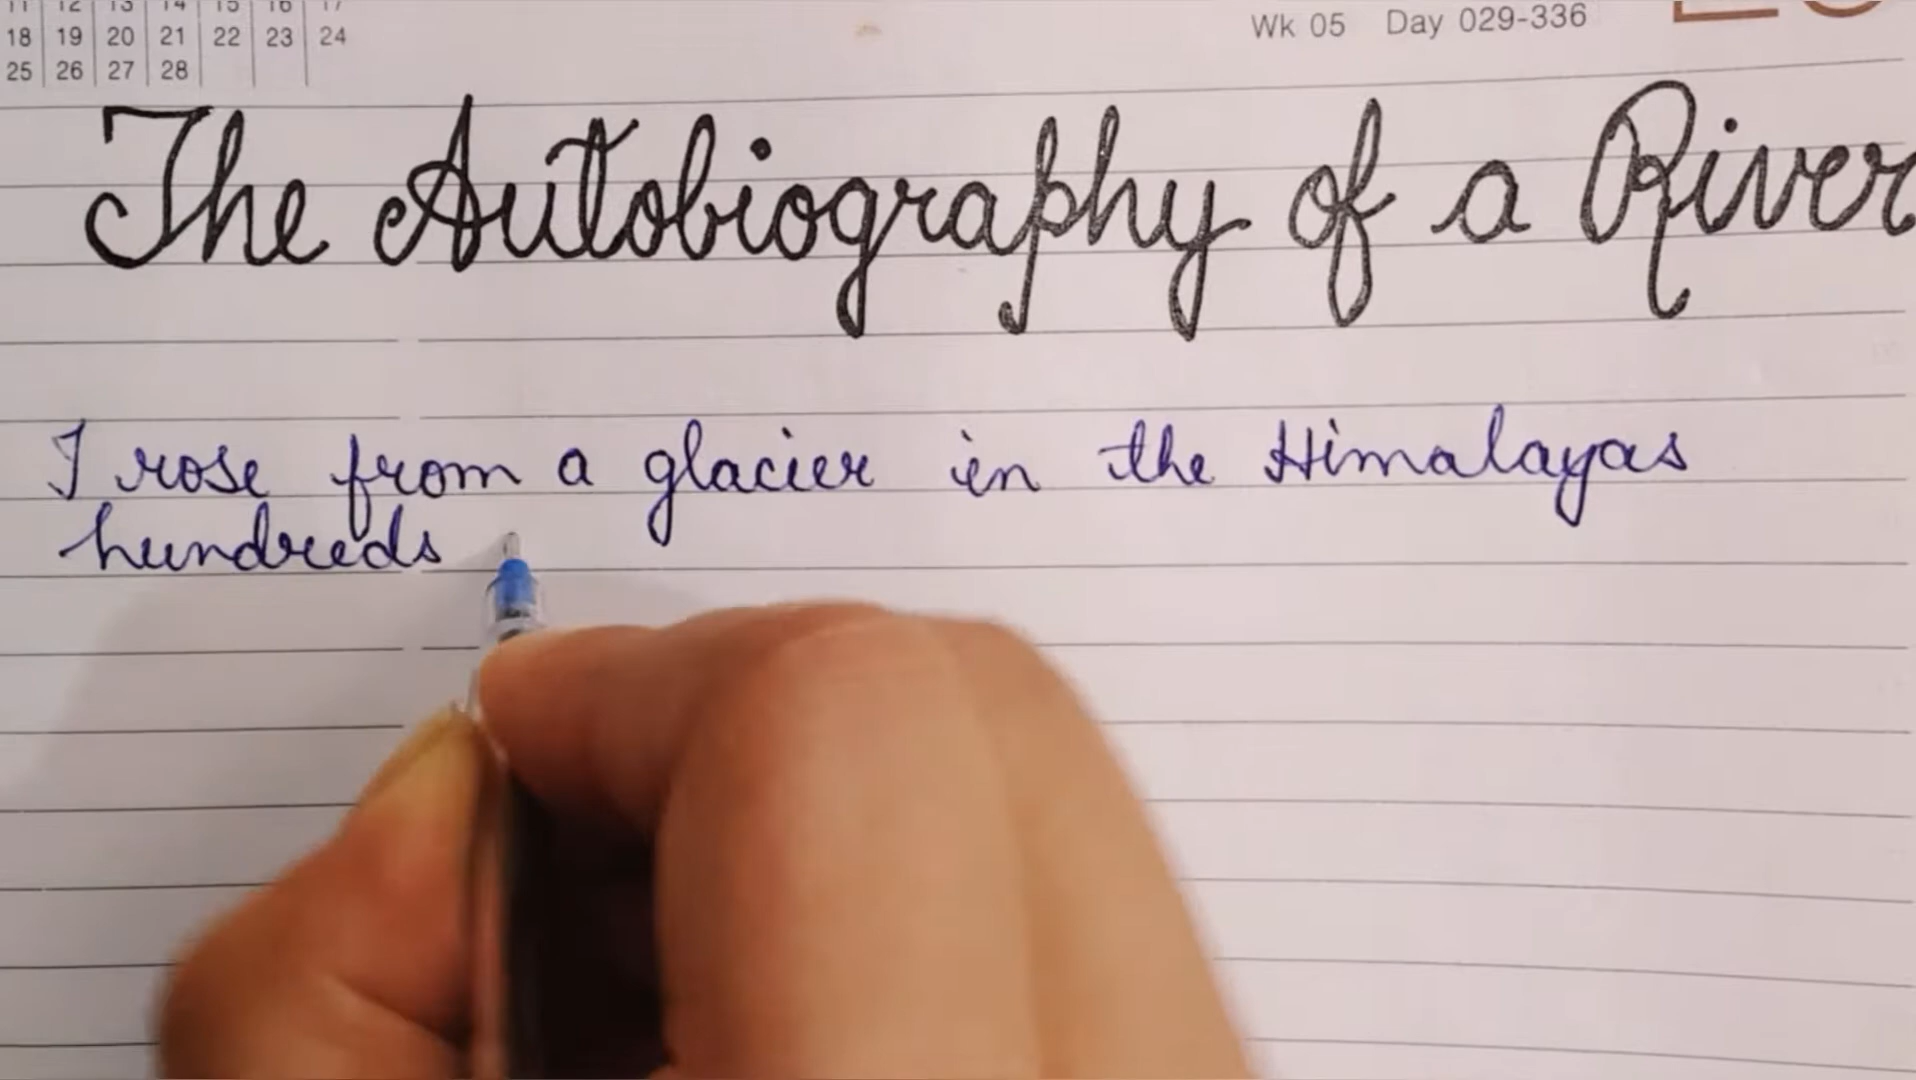 11 12 13 14 15 16 17
18 19 20 21 22 23 24
25 26 27 28
Wk 05 Day 029-336
The Autobiography of a River
I rose from a glacier in the Himalayas
hundreds